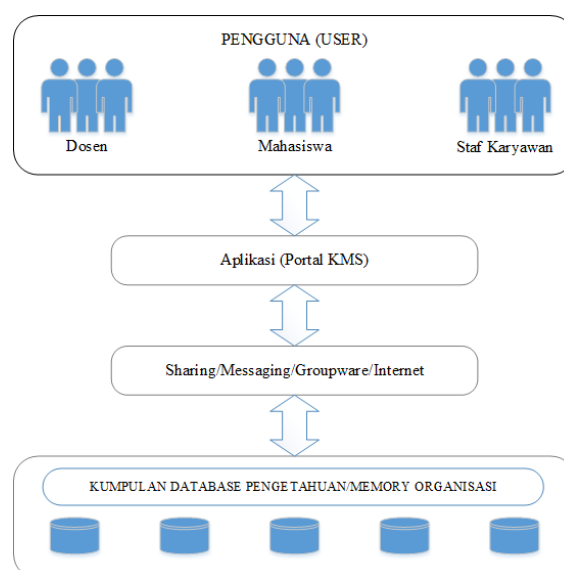 PENGGUNA (USER)
Dosen
Mahasiswa
Staf Karyawan
Aplikasi (Portal KMS)
Sharing/Messaging/Groupware/Internet
KUMPULAN DATABASE PENGETAHUAN/MEMORY ORGANISASI